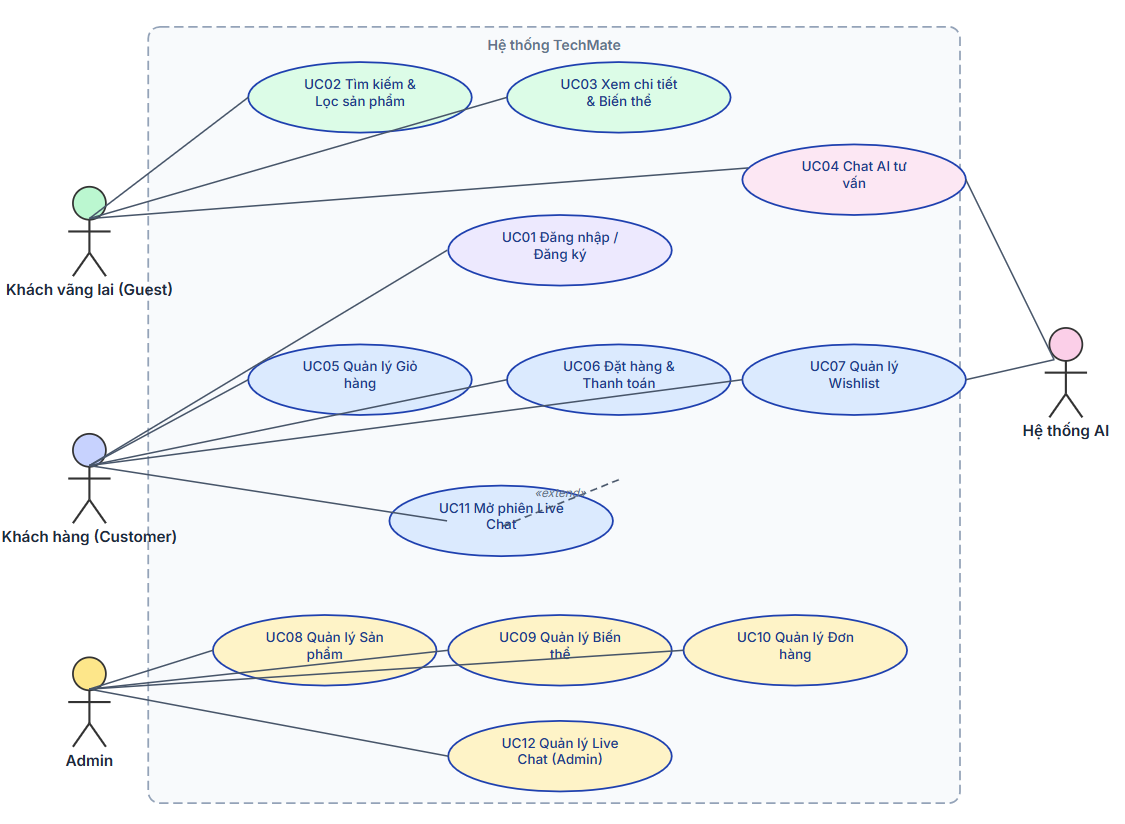 Hệ thống TechMate
UC02 Tìm kiếm &
Lọc sản phẩm
UC03 Xem chi tiết
& Biến thể
UC04 Chat AI tư
vấn
Khách vãng lai (Guest)
UC01 Đăng nhập /
Đăng ký
UC05 Quản lý Giỏ
hàng
UC06 Đặt hàng &
Thanh toán
UC07 Quản lý
Wishlist
Hệ thống AI
Khách hàng (Customer)
«extend»
UC11 Mở phiên Live
Chat
UC08 Quản lý Sản
phẩm
UC09 Quản lý Biến
thể
UC10 Quản lý Đơn
hàng
Admin
UC12 Quản lý Live
Chat (Admin)